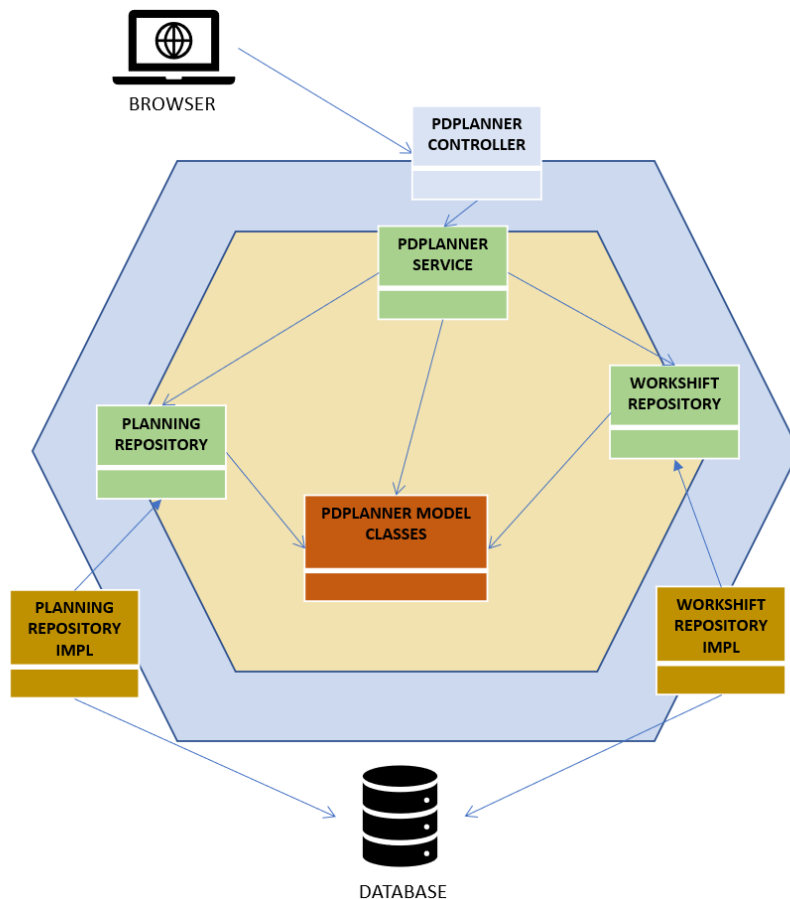 BROWSER
PDPLANNER
CONTROLLER
PDPLANNER
SERVICE
WORKSHIFT
REPOSITORY
PLANNING
REPOSITORY
PDPLANNER MODEL
CLASSES
PLANNING
REPOSITORY
IMPL
WORKSHIFT
REPOSITORY
IMPL
DATABASE